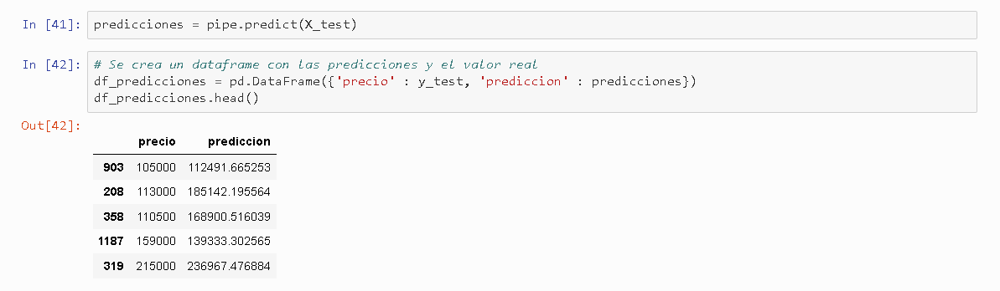 In [41]: predicciones = pipe.predict(X_test)
In [42]: # Se crea un dataframe con las predicciones y el valor real
df_predicciones = pd.DataFrame({'precio' : y_test, 'prediccion' : predicciones})
df_predicciones.head()
Out[42]:
precio prediccion
903 105000 112491.665253
208 113000 185142.195564
358 110500 168900.516039
1187 159000 139333.302565
319 215000 236967.476884